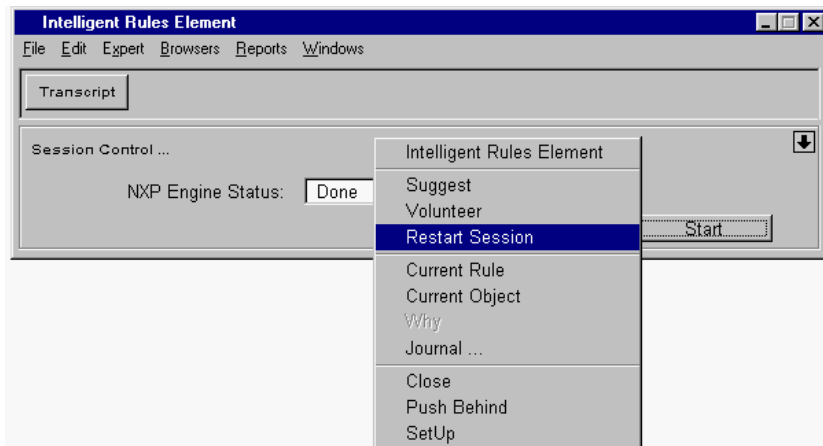 Intelligent Rules Element
File Edit Expert Browsers Reports Windows
Transcript
Session Control ...
NXP Engine Status: Done
Start
Intelligent Rules Element
Suggest
Volunteer
Restart Session
Current Rule
Current Object
Why
Journal ...
Close
Push Behind
SetUp